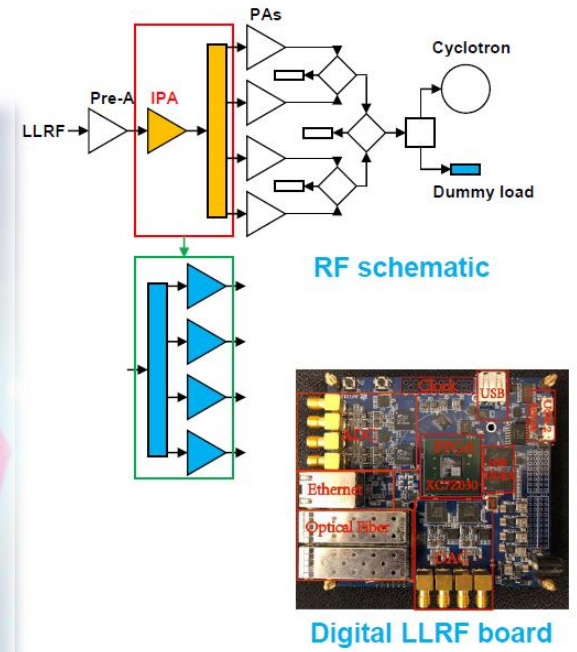 PAs
Cyclotron
Pre-A
IPA
LLRF
Dummy load
RF schematic
Clock
USB
ADC
FPGA
XC7Z030
Ethernet
Optical Fiber
DAC
Digital LLRF board